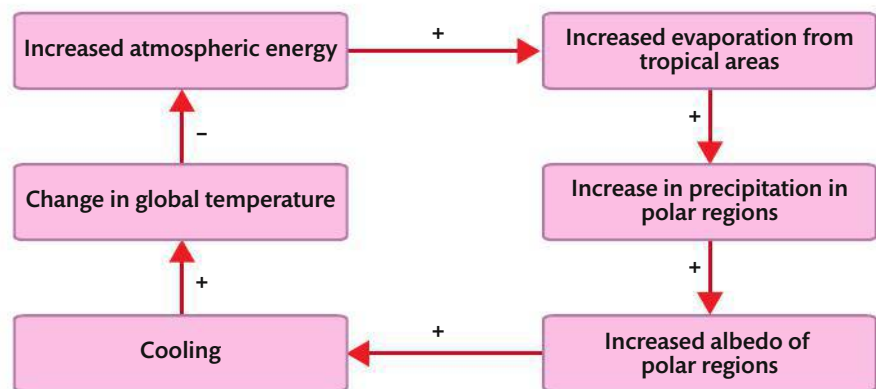 Increased atmospheric energy
+
Increased evaporation from
tropical areas
+
Increase in precipitation in
polar regions
+
Increased albedo of
polar regions
+
Cooling
+
Change in global temperature
–